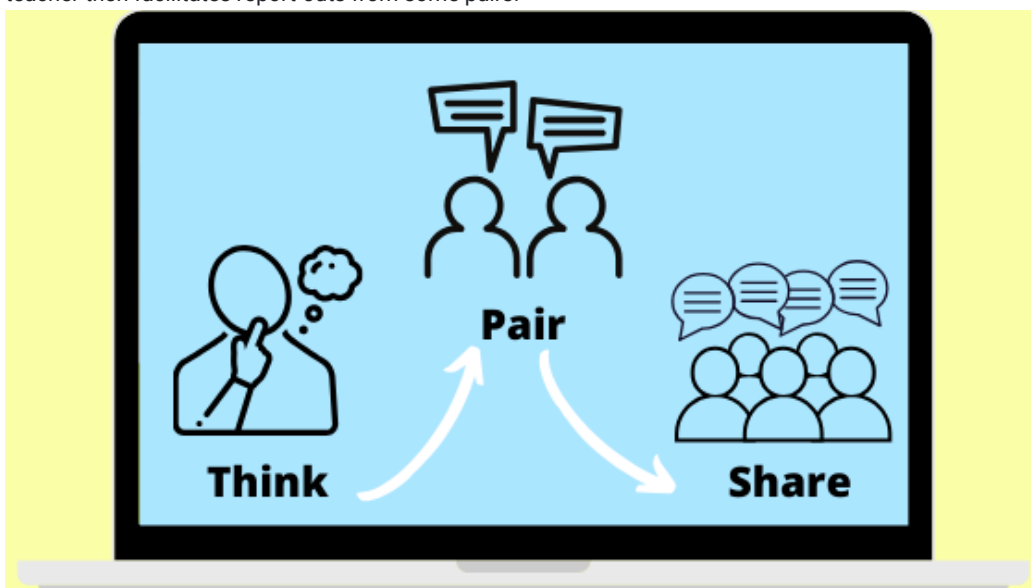 teacher then facilitates report outs from some pairs.
Think
Pair
Share